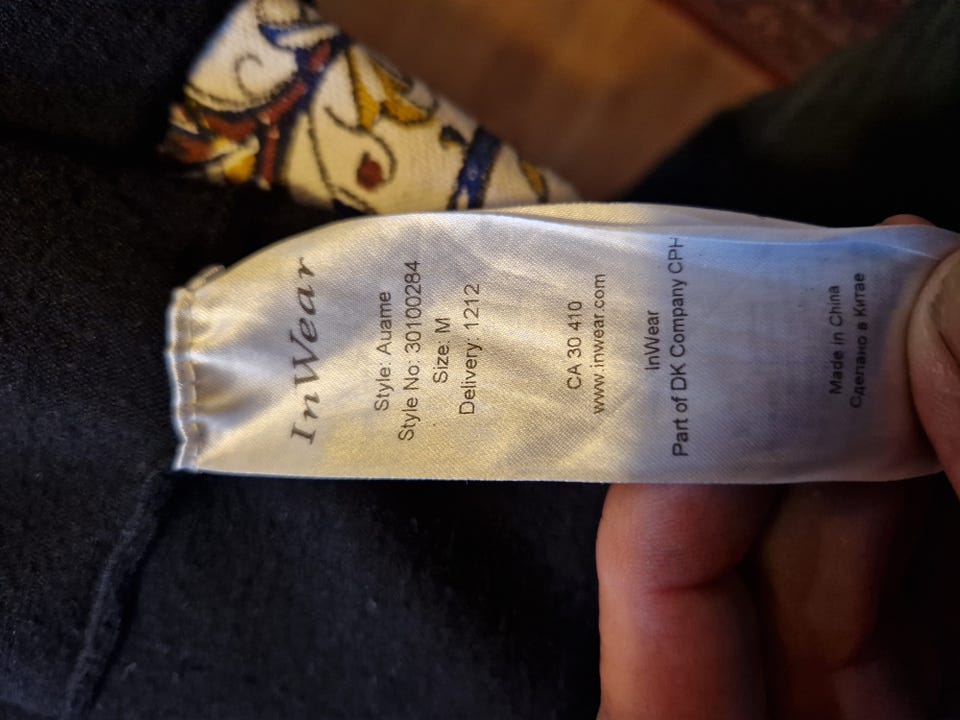 InWear
Style: Auame
Style No: 30100284
Size: M
Delivery: 1212
CA 30 410
www.inwear.com
InWear
Part of DK Company CPH
Made in China
Сделано в Китае